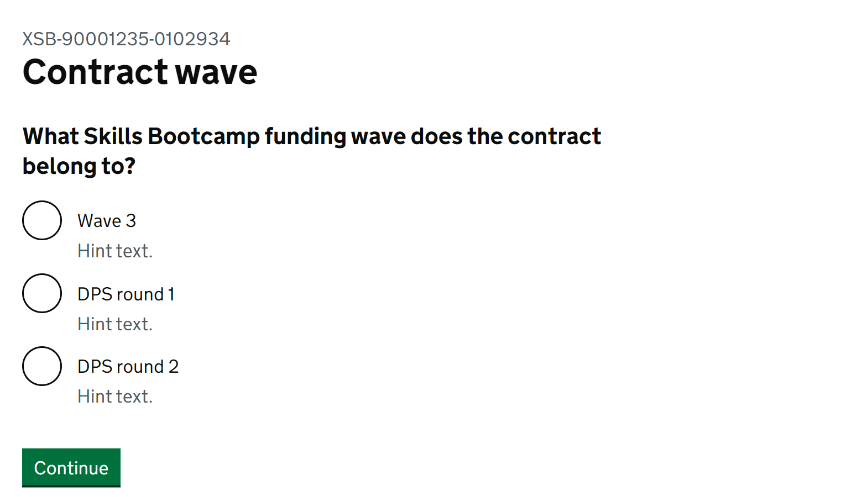 XSB-90001235-0102934
Contract wave
What Skills Bootcamp funding wave does the contract
belong to?
Wave 3
Hint text.
DPS round 1
Hint text.
DPS round 2
Hint text.
Continue